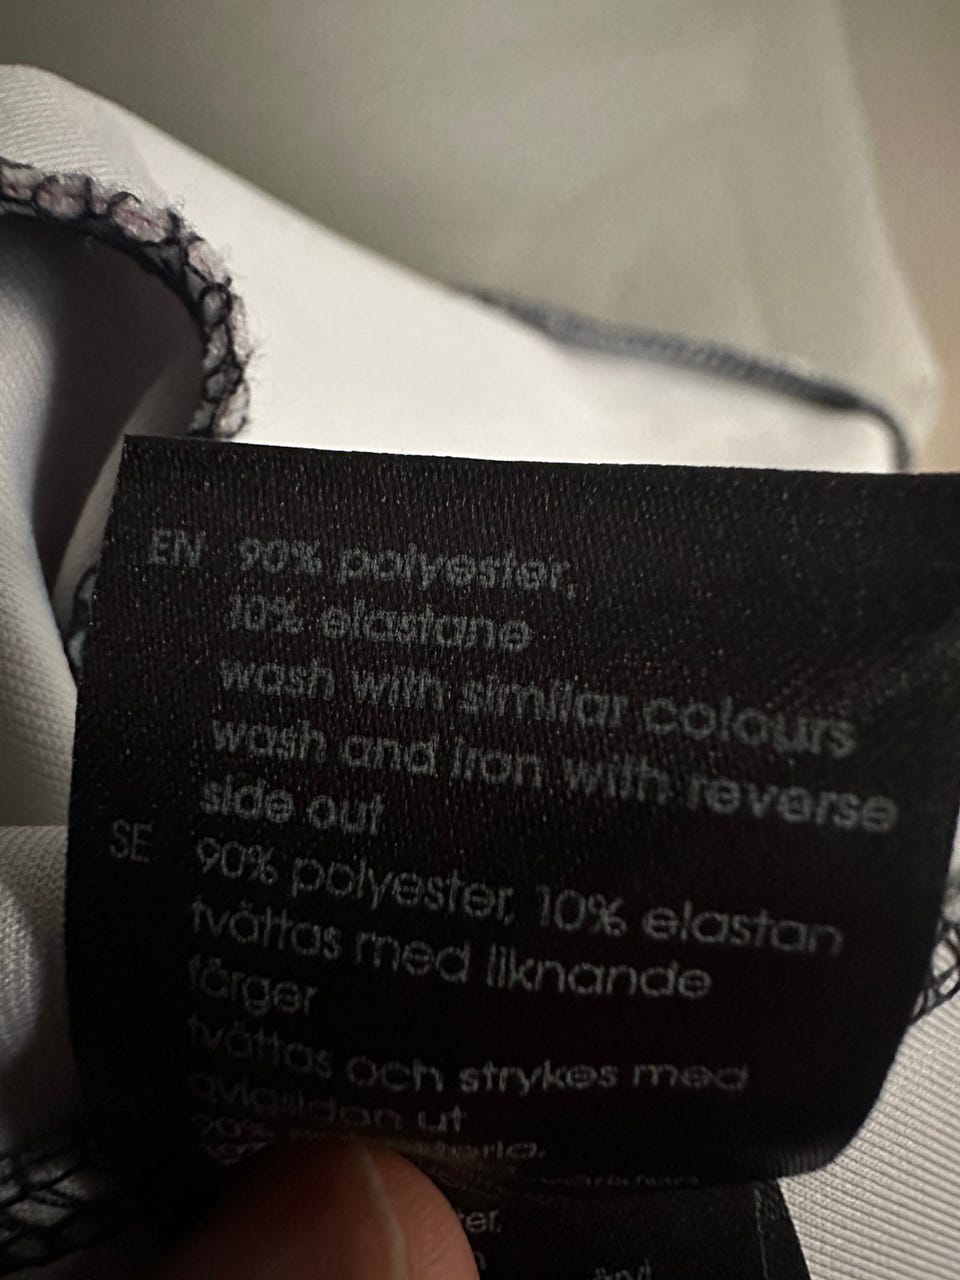 EN 90% polyester,
10% elastane
wash with similar colours
wash and iron with reverse
side out
SE 90% polyester, 10% elastan
tvättas med liknande
färger
tvättas och strykes med
avigsidan ut
90%